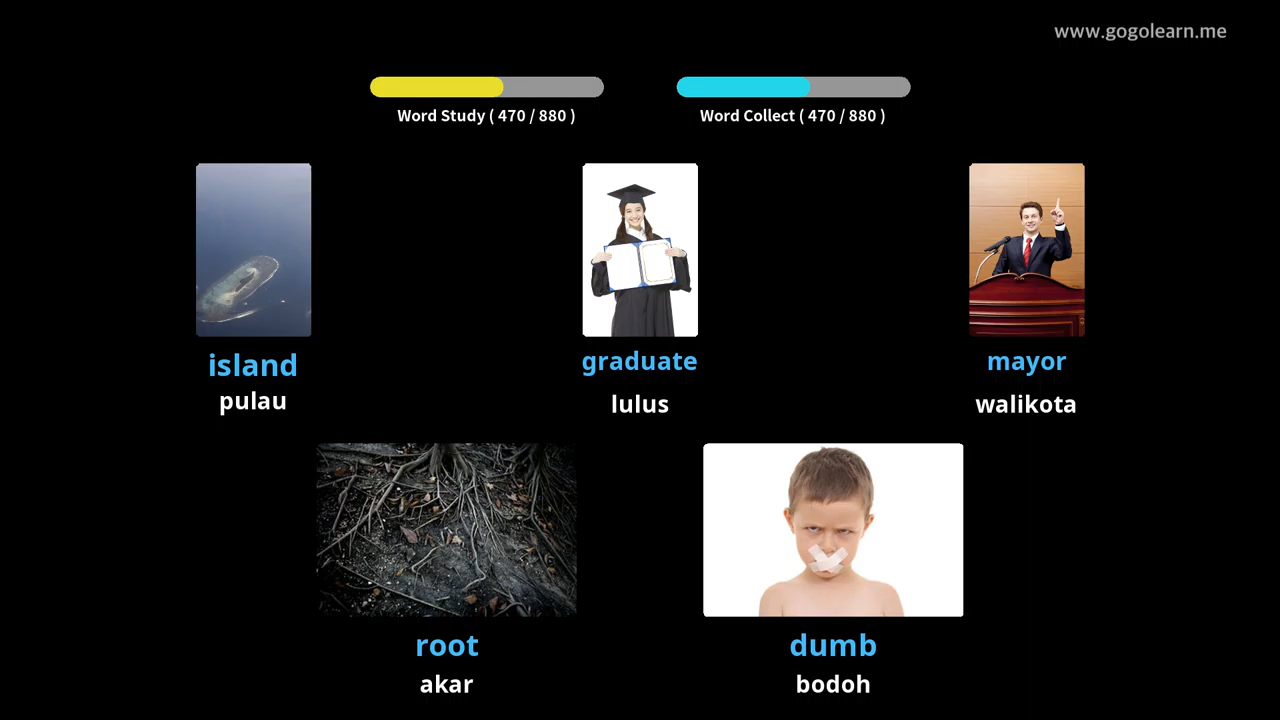 www.gogolearn.me
Word Study ( 470 / 880 )
Word Collect ( 470 / 880 )
island
pulau
graduate
lulus
mayor
walikota
root
akar
dumb
bodoh